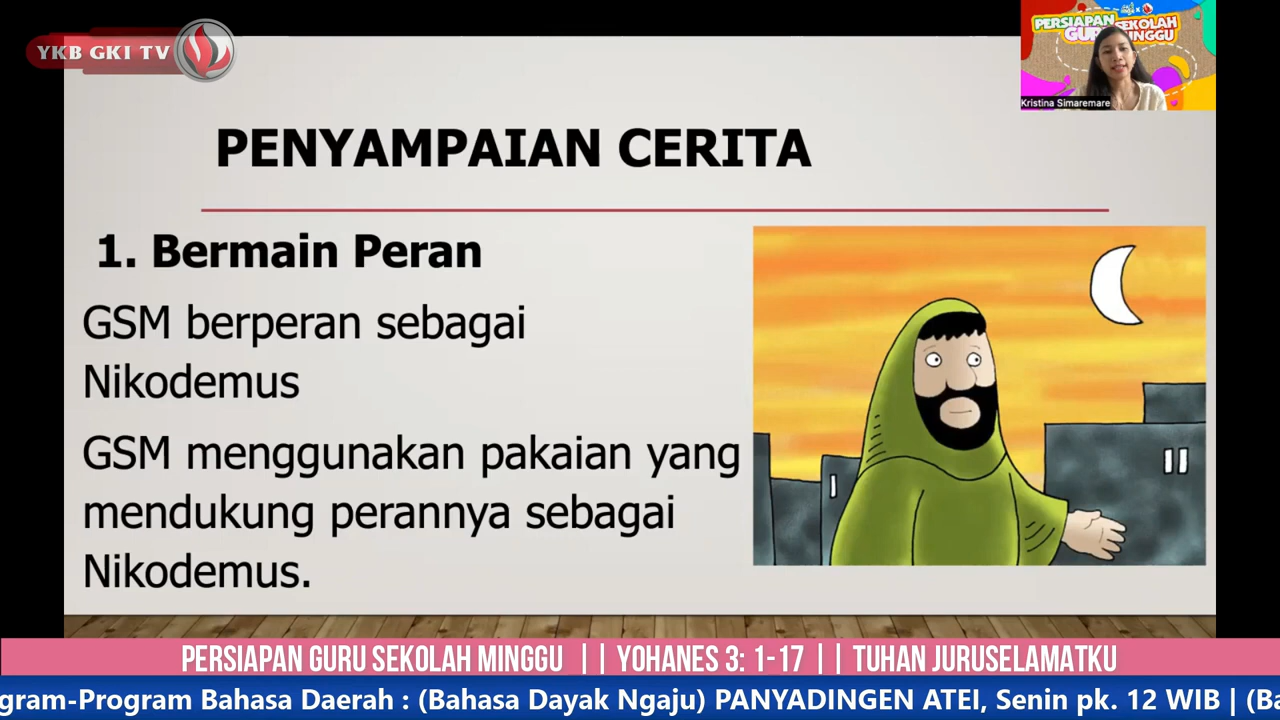 YKB GKI TV
PERSIAPAN
GURU
SEKOLAH
MINGGU
Kristina Simaremare
PENYAMPAIAN CERITA
1. Bermain Peran
GSM berperan sebagai
Nikodemus
GSM menggunakan pakaian yang
mendukung perannya sebagai
Nikodemus.
PERSIAPAN GURU SEKOLAH MINGGU || YOHANES 3: 1-17 || TUHAN JURUSELAMATKU
gram-Program Bahasa Daerah : (Bahasa Dayak Ngaju) PANYADINGEN ATEI, Senin pk. 12 WIB | (Ba